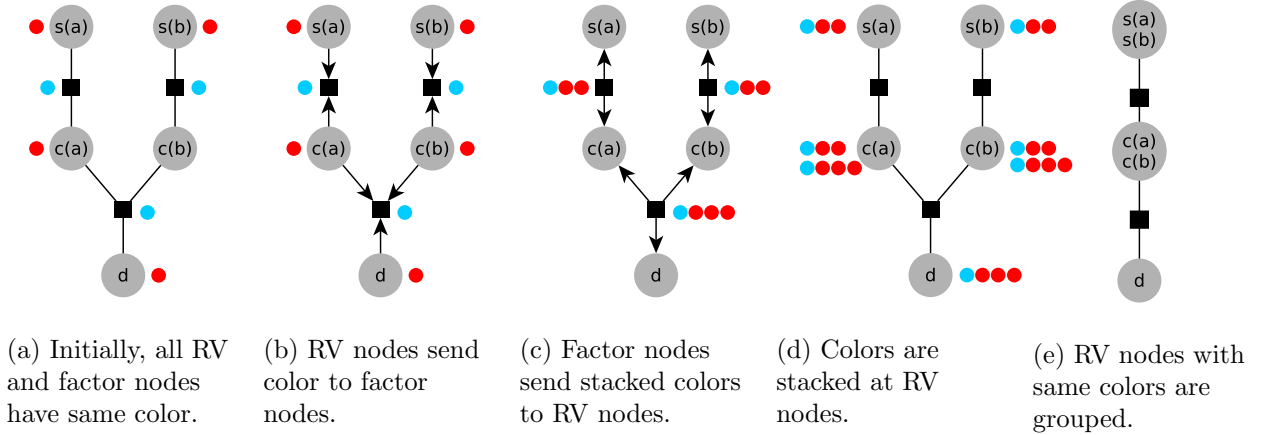 s(a)
s(b)
c(a)
c(b)
d
s(a)
s(b)
c(a)
c(b)
d
s(a)
s(b)
c(a)
c(b)
d
s(a)
s(b)
c(a)
c(b)
d
s(a)
s(b)
c(a)
c(b)
d
(a) Initially, all RV
and factor nodes
have same color.
(b) RV nodes send
color to factor
nodes.
(c) Factor nodes
send stacked colors
to RV nodes.
(d) Colors are
stacked at RV
nodes.
(e) RV nodes with
same colors are
grouped.